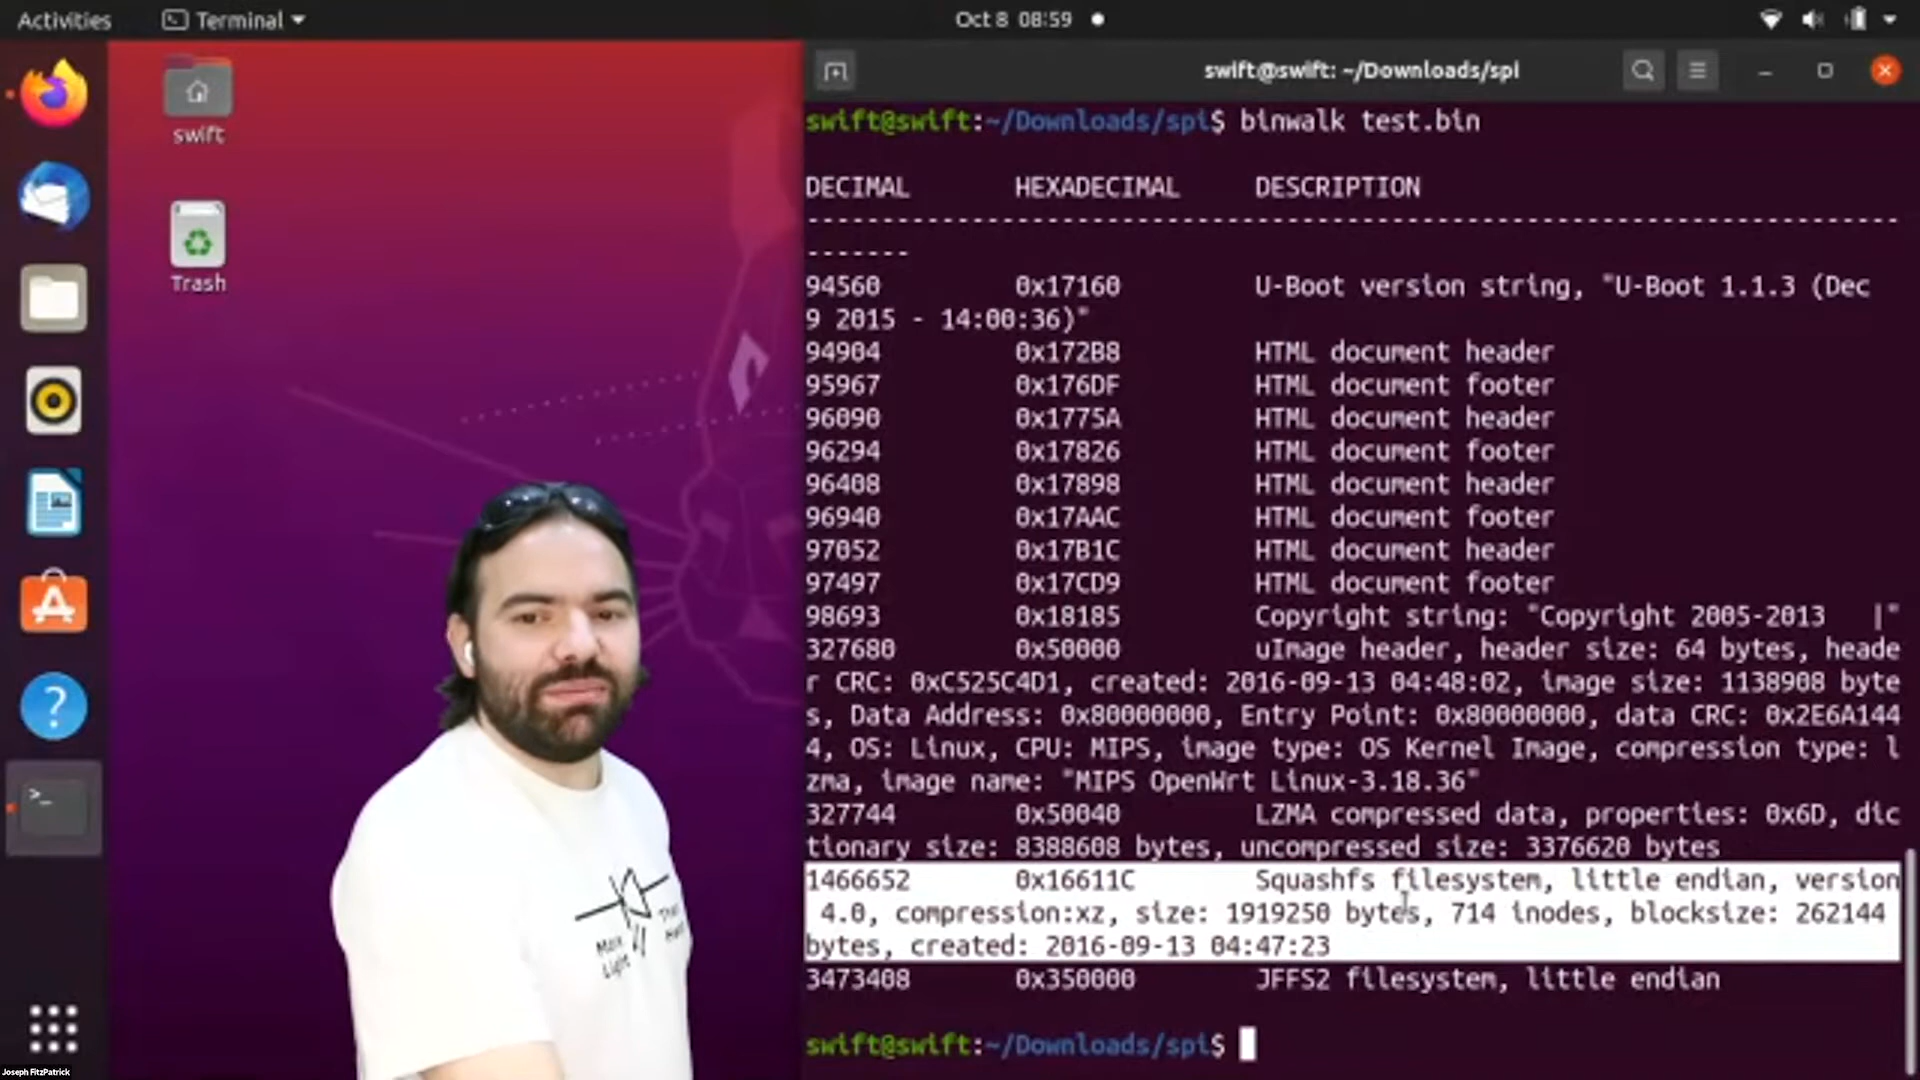 Activities
Terminal
Oct 8 08:59
swift@swift: ~/Downloads/spi
swift
Trash
swift@swift:~/Downloads/spi$ binwalk test.bin
DECIMAL HEXADECIMAL DESCRIPTION
--------------------------------------------------------------------------
-------
94560 0x17160 U-Boot version string, "U-Boot 1.1.3 (Dec
9 2015 - 14:00:36)"
94904 0x172B8 HTML document header
95967 0x176DF HTML document footer
96090 0x1775A HTML document header
96294 0x17826 HTML document footer
96408 0x17898 HTML document header
96940 0x17AAC HTML document footer
97052 0x17B1C HTML document header
97497 0x17CD9 HTML document footer
98693 0x18185 Copyright string: "Copyright 2005-2013 |"
327680 0x50000 uImage header, header size: 64 bytes, heade
r CRC: 0xC525C4D1, created: 2016-09-13 04:48:02, image size: 1138908 byte
s, Data Address: 0x80000000, Entry Point: 0x80000000, data CRC: 0x2E6A144
4, OS: Linux, CPU: MIPS, image type: OS Kernel Image, compression type: l
zma, image name: "MIPS OpenWrt Linux-3.18.36"
327744 0x50040 LZMA compressed data, properties: 0x6D, dic
tionary size: 8388608 bytes, uncompressed size: 3376620 bytes
1466652 0x16611C Squashfs filesystem, little endian, version
4.0, compression:xz, size: 1919250 bytes, 714 inodes, blocksize: 262144
bytes, created: 2016-09-13 04:47:23
3473408 0x350000 JFFS2 filesystem, little endian
swift@swift:~/Downloads/spi$
Light
Joseph FitzPatrick